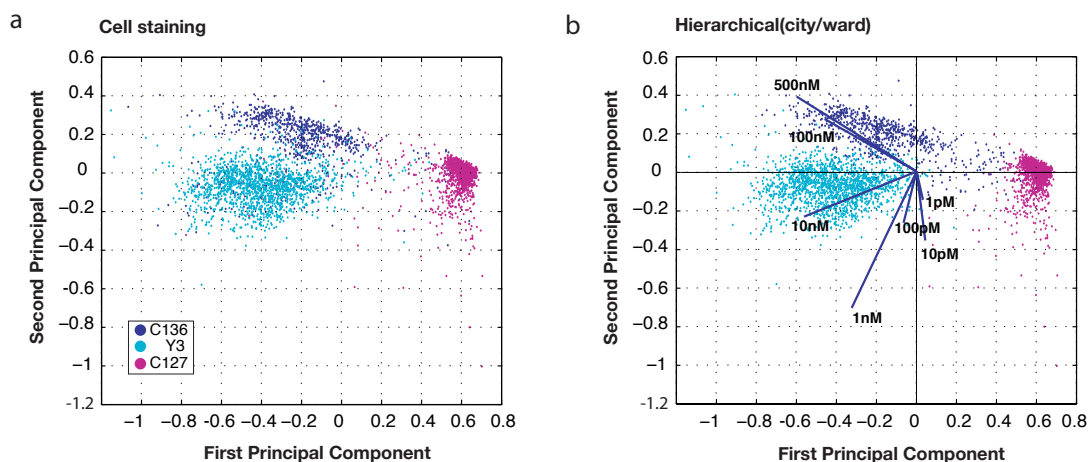 a
Cell staining
0.6
0.4
0.2
0
−0.2
−0.4
−0.6
−0.8
−1
-1.2
Second Principal Component
C136
Y3
C127
−1 -0.8 -0.6 -0.4 -0.2 0 0.2 0.4 0.6 0.8
First Principal Component
b
Hierarchical(city/ward)
0.6
0.4
0.2
0
−0.2
−0.4
−0.6
−0.8
−1
-1.2
Second Principal Component
500nM
100nM
1pM
10nM
100pM
10pM
1nM
−1 -0.8 -0.6 -0.4 -0.2 0 0.2 0.4 0.6 0.8
First Principal Component